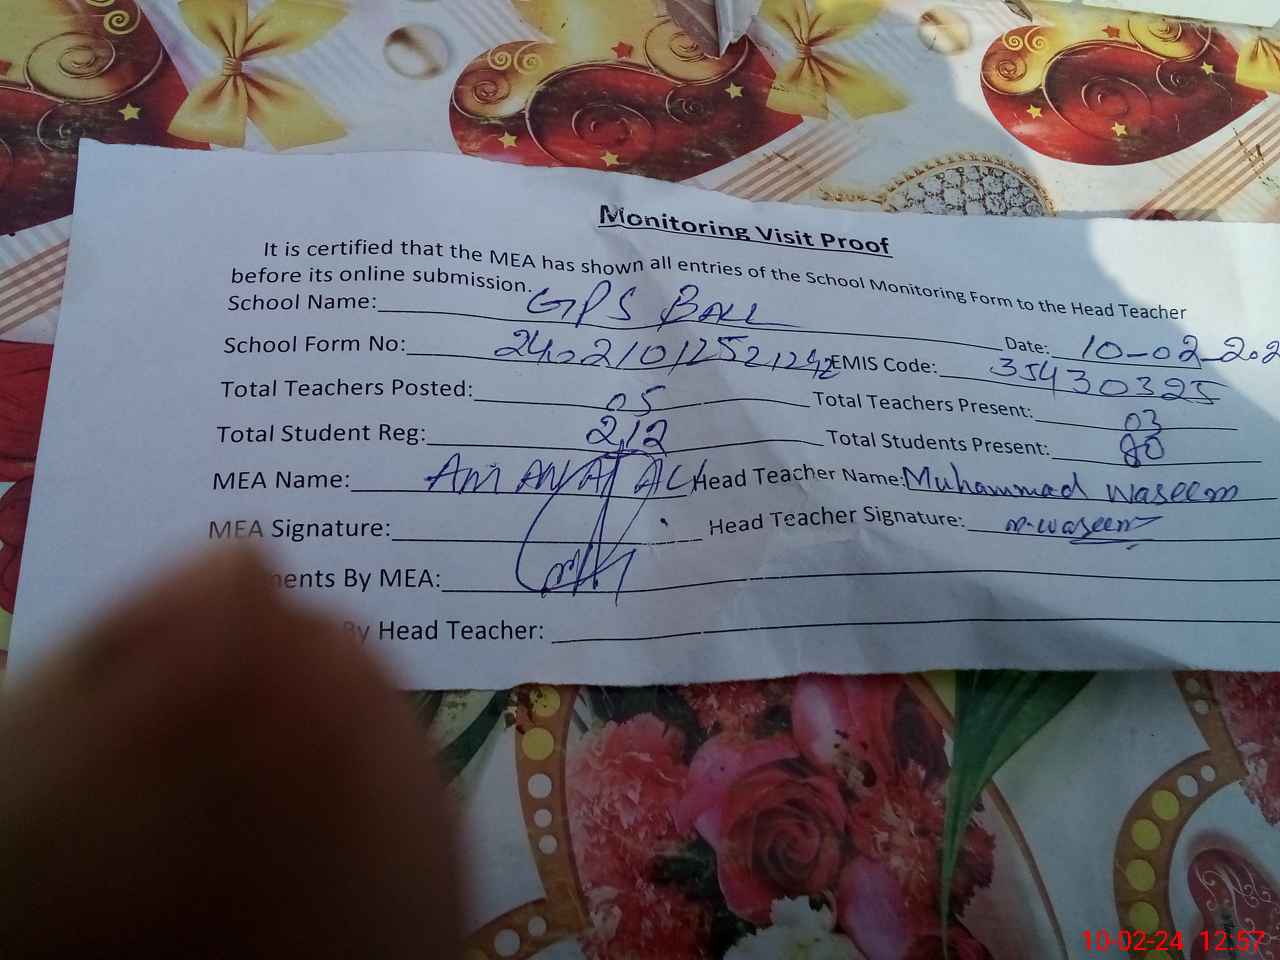 Monitoring Visit Proof
It is certified that the MEA has shown all entries of the School Monitoring Form to the Head Teacher
before its online submission.
School Name: GPS BALL Date: 10-02-202
School Form No: EMIS Code: 35430325
Total Teachers Posted: 05 Total Teachers Present: 03
Total Student Reg: 212 Total Students Present: 80
MEA Name: AMANAT ALI Head Teacher Name: Muhammad waseem
MEA Signature: Head Teacher Signature: m.waseem
ments By MEA:
By Head Teacher:
10-02-24 12:57